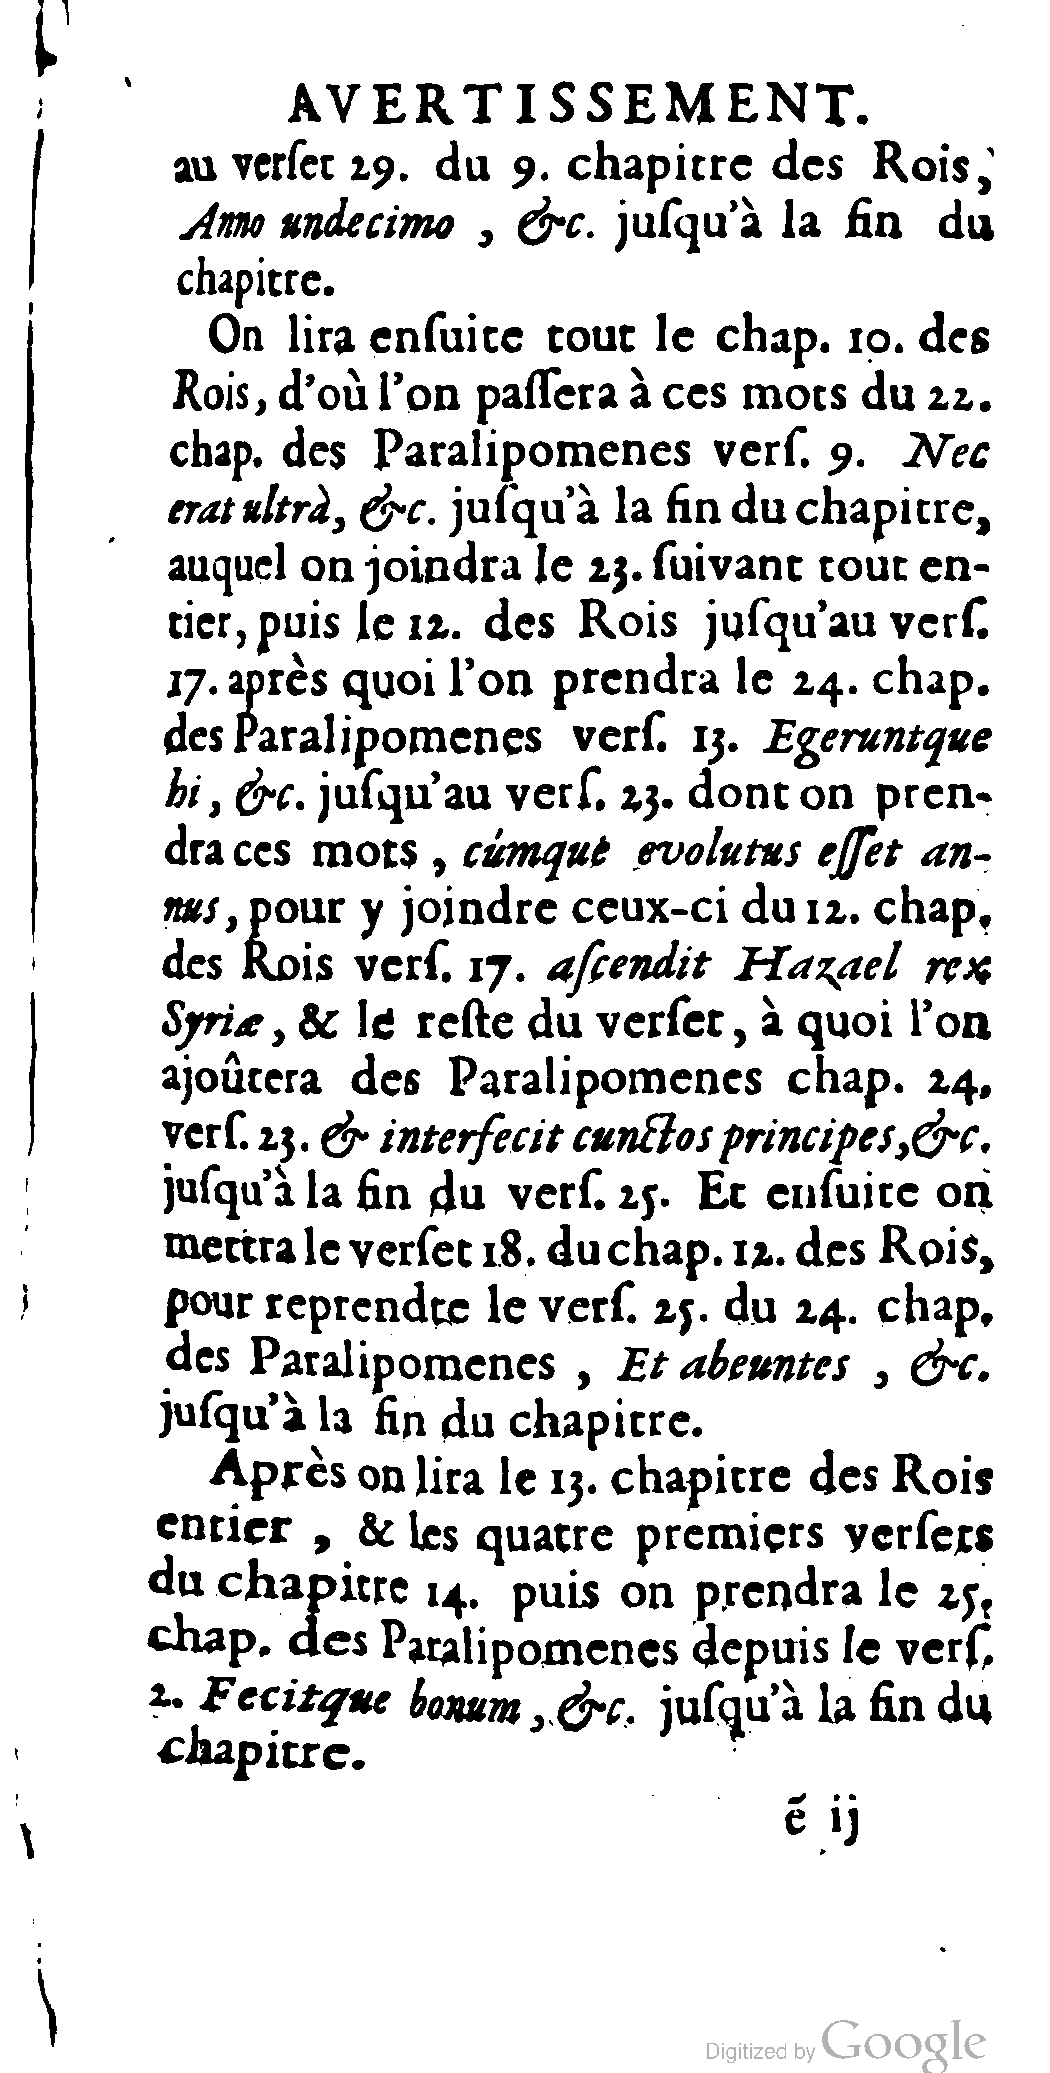 AVERTISSEMENT.
au verſet 29. du 9. chapitre des Rois,
Anno undecimo , &c. juſqu'à la fin du
chapitre.
On lira enſuite tout le chap. 10. des
Rois, d'où l'on paſſera à ces mots du 22.
chap. des Paralipomenes verſ. 9. Nec
erat ultrà, &c. juſqu'à la fin du chapitre,
auquel on joindra le 23. ſuivant tout en-
tier, puis le 12. des Rois juſqu'au verſ.
17. après quoi l'on prendra le 24. chap.
des Paralipomenes verſ. 13. Egeruntque
hi, &c. juſqu'au verſ. 23. dont on pren-
dra ces mots , cúmque evolutus eſſet an-
nus, pour y joindre ceux-ci du 12. chap.
des Rois verſ. 17. aſcendit Hazael rex
Syriæ, & le reſte du verſet, à quoi l'on
ajoûtera des Paralipomenes chap. 24.
verſ. 23. & interfecit cunctos principes, &c.
juſqu'à la fin du verſ. 25. Et enſuite on
mettra le verſet 18. du chap. 12. des Rois,
pour reprendre le verſ. 25. du 24. chap.
des Paralipomenes , Et abeuntes , &c.
juſqu'à la fin du chapitre.
Après on lira le 13. chapitre des Rois
entier , & les quatre premiers verſets
du chapitre 14. puis on prendra le 25.
chap. des Paralipomenes depuis le verſ.
2. Fecitque bonum , &c. juſqu'à la fin du
chapitre.
ẽ ij
Digitized by Google